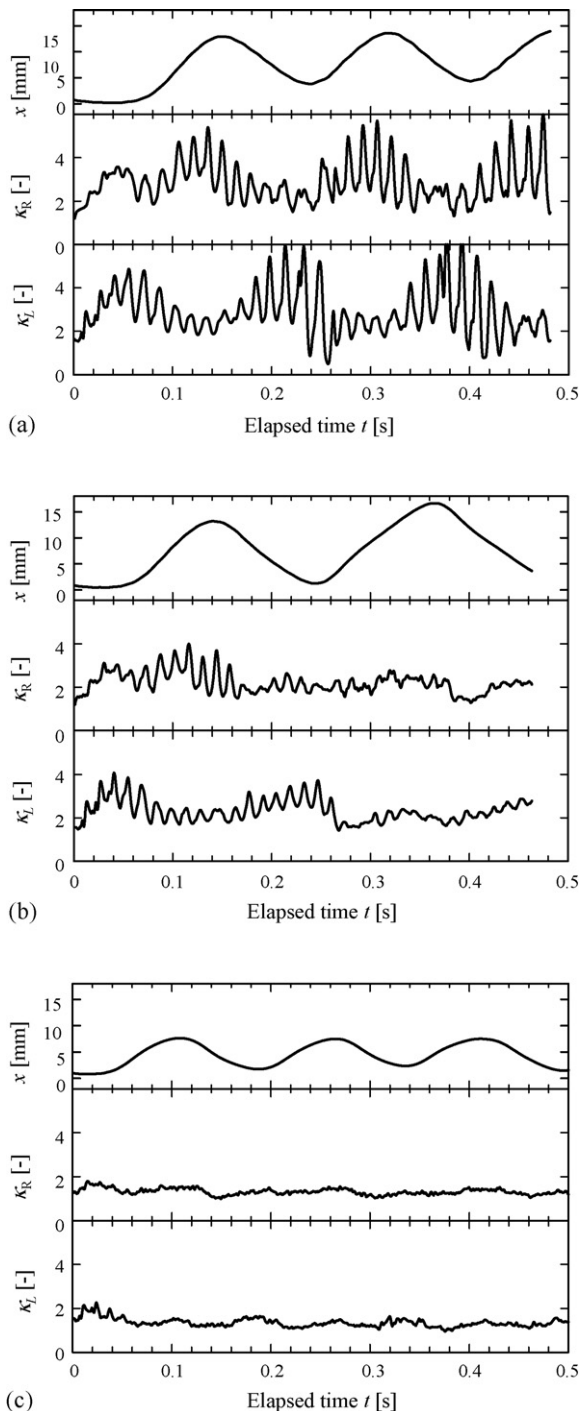 x [mm]
15
10
5
0
κR [-]
4
2
0
κL [-]
4
2
0
0 0.1 0.2 0.3 0.4 0.5
(a) Elapsed time t [s]
x [mm]
15
10
5
0
κR [-]
4
2
0
κL [-]
4
2
0
0 0.1 0.2 0.3 0.4 0.5
(b) Elapsed time t [s]
x [mm]
15
10
5
0
κR [-]
4
2
0
κL [-]
4
2
0
0 0.1 0.2 0.3 0.4 0.5
(c) Elapsed time t [s]